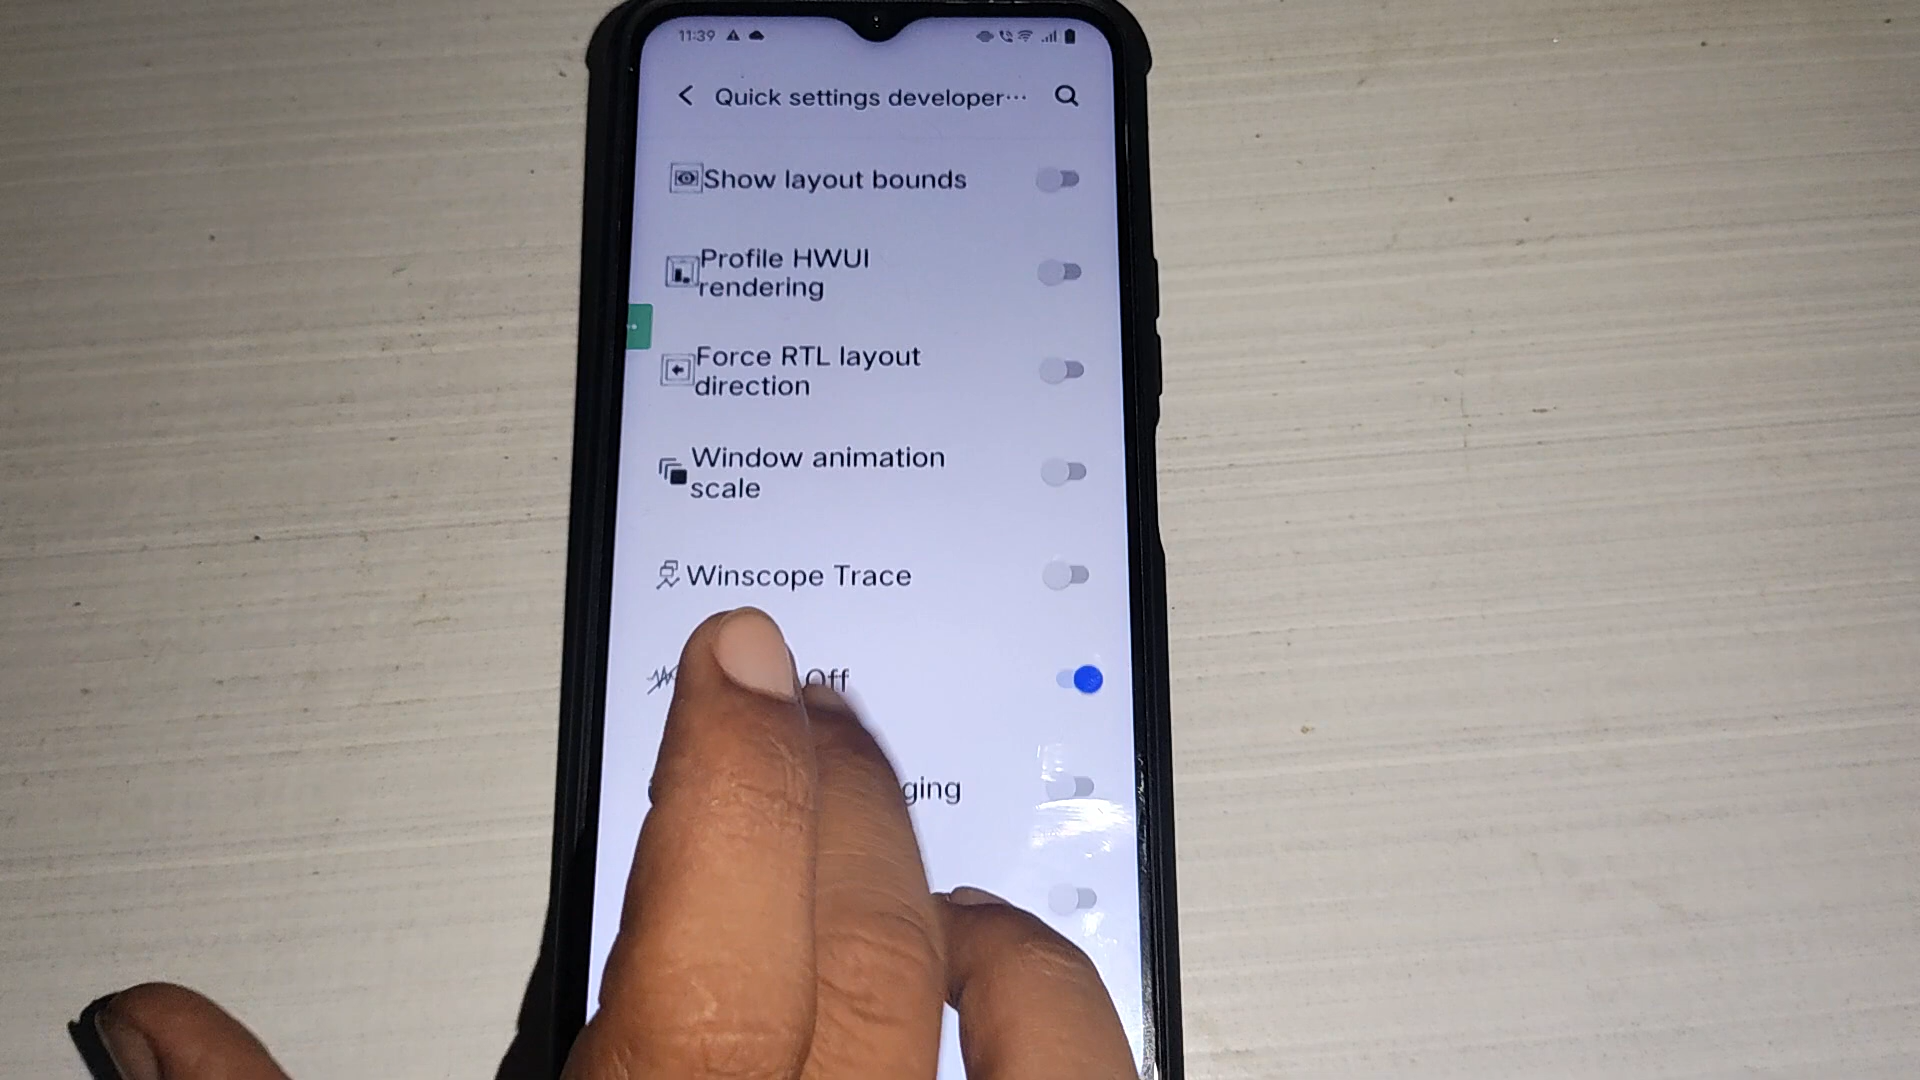 11:39
Quick settings developer...
Show layout bounds
Profile HWUI
rendering
Force RTL layout
direction
Window animation
scale
Winscope Trace
Off
ging